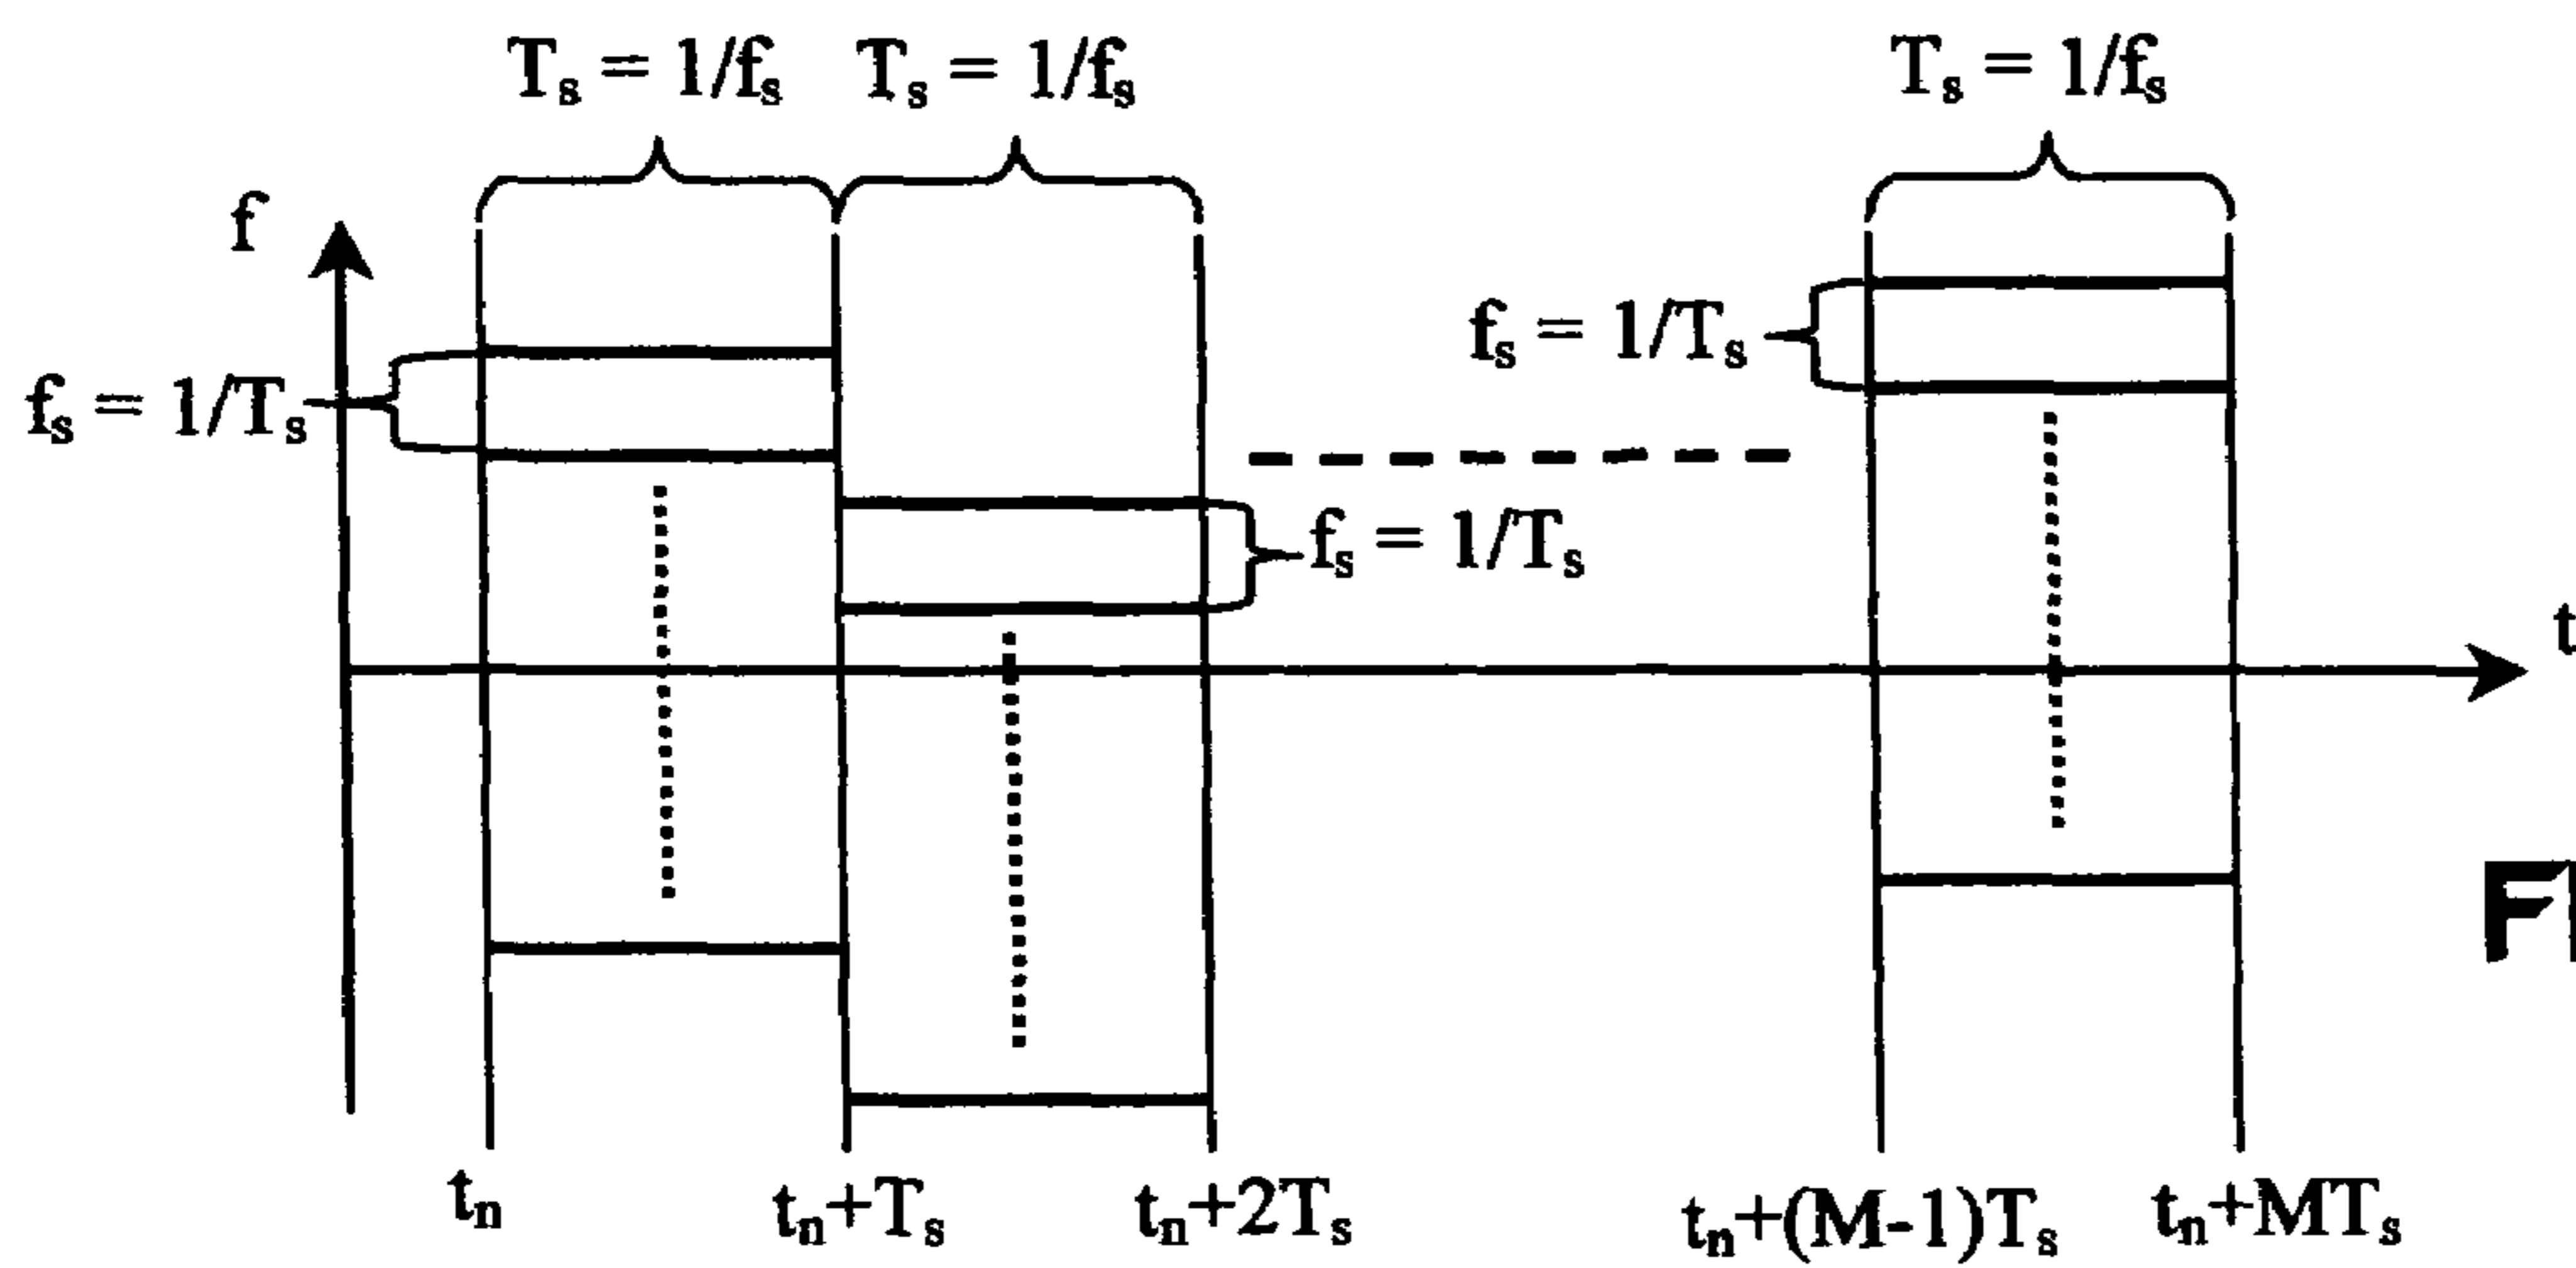 Tₛ = 1/fₛ Tₛ = 1/fₛ Tₛ = 1/fₛ
f
fₛ = 1/Tₛ
fₛ = 1/Tₛ
fₛ = 1/Tₛ
t
tₙ tₙ+Tₛ tₙ+2Tₛ tₙ+(M-1)Tₛ tₙ+MTₛ